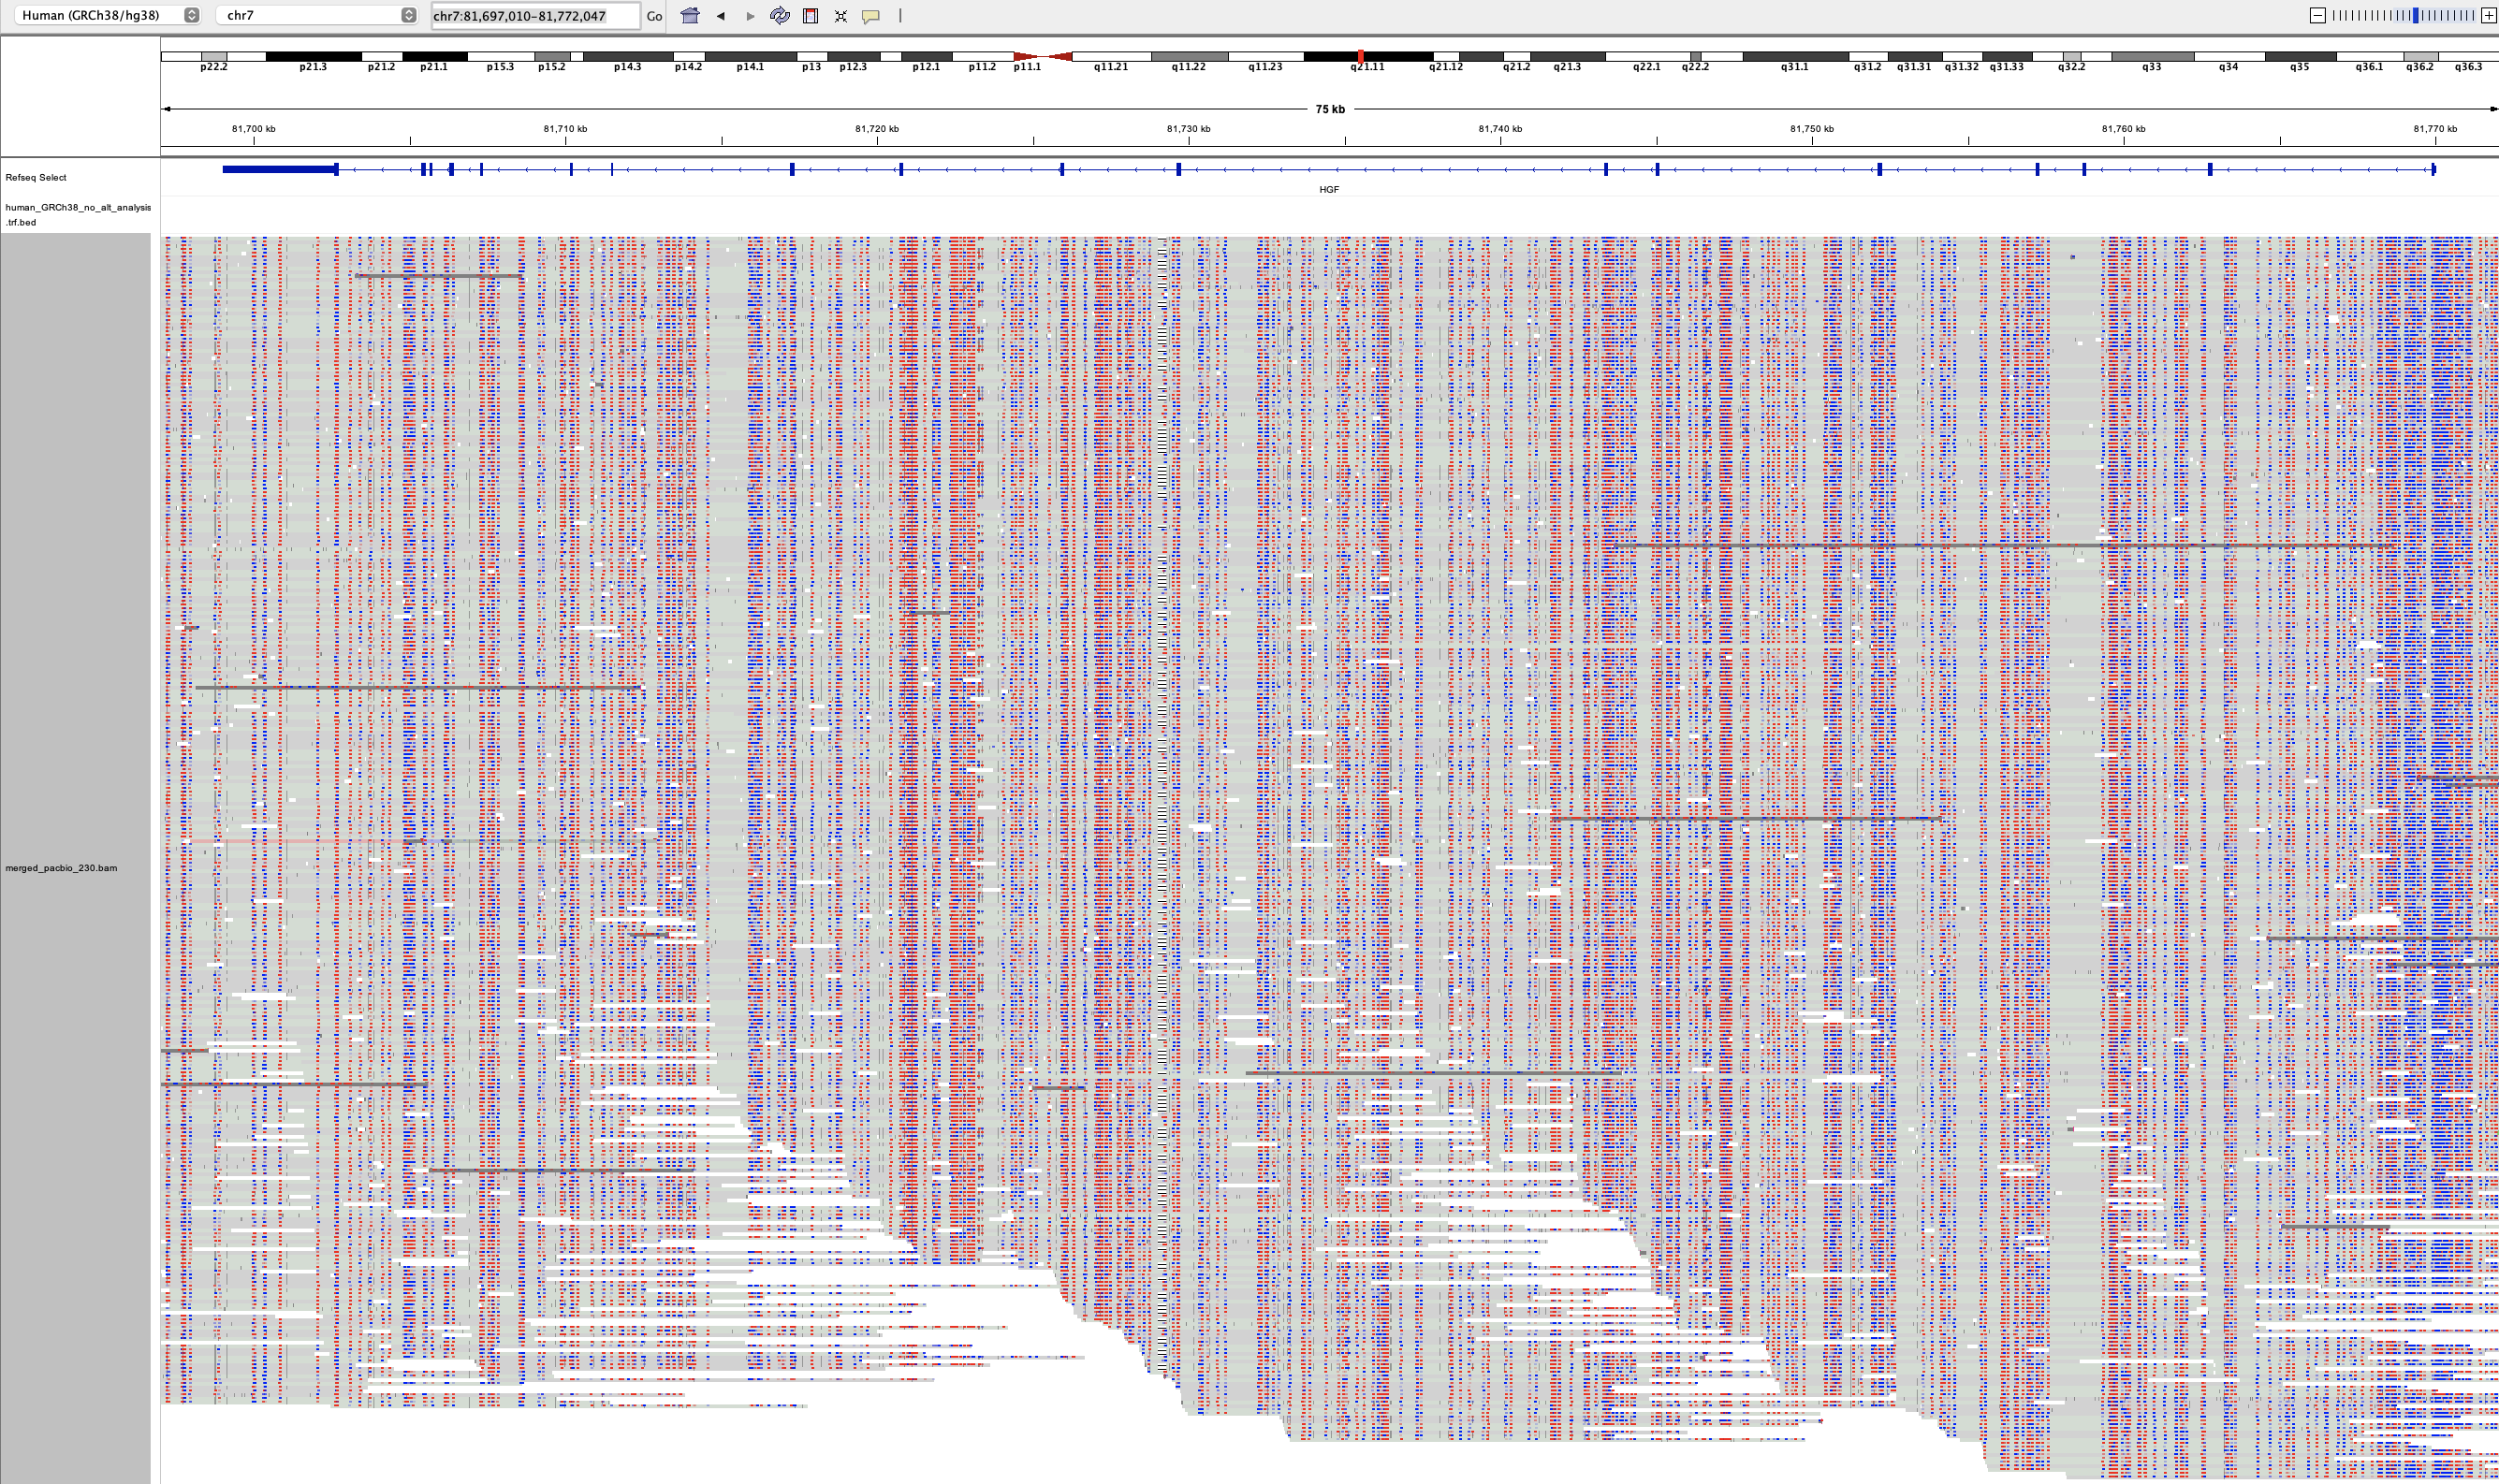 Human (GRCh38/hg38) chr7 chr7:81,697,010-81,772,047 Go
p22.2 p21.3 p21.2 p21.1 p15.3 p15.2 p14.3 p14.2 p14.1 p13 p12.3 p12.1 p11.2 p11.1 q11.21 q11.22 q11.23 q21.11 q21.12 q21.2 q21.3 q22.1 q22.2 q31.1 q31.2 q31.31 q31.32 q31.33 q32.2 q33 q34 q35 q36.1 q36.2 q36.3
75 kb
81,700 kb 81,710 kb 81,720 kb 81,730 kb 81,740 kb 81,750 kb 81,760 kb 81,770 kb
Refseq Select
HGF
human_GRCh38_no_alt_analysis
.trf.bed
merged_pacbio_230.bam